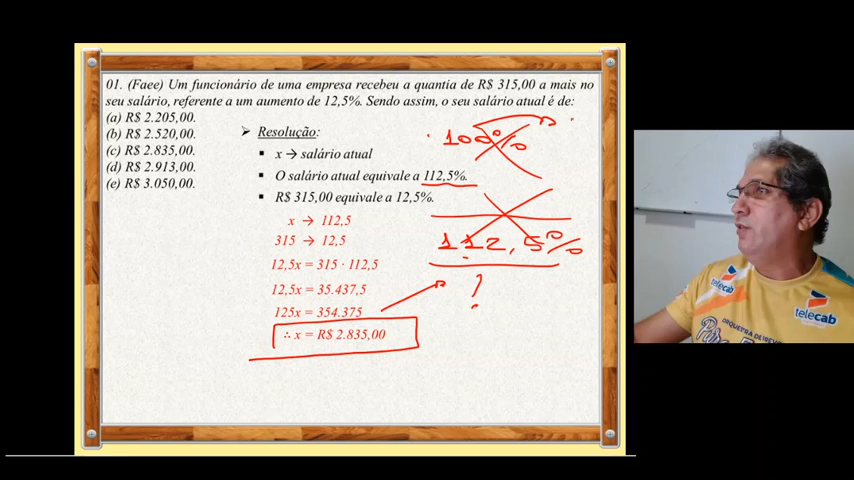 01. (Faee) Um funcionário de uma empresa recebeu a quantia de R$ 315,00 a mais no
seu salário, referente a um aumento de 12,5%. Sendo assim, o seu salário atual é de:
(a) R$ 2.205,00.
(b) R$ 2.520,00.
(c) R$ 2.835,00.
(d) R$ 2.913,00.
(e) R$ 3.050,00.
➢ Resolução:
▪ x → salário atual
▪ O salário atual equivale a 112,5%.
▪ R$ 315,00 equivale a 12,5%.
x → 112,5
315 → 12,5
12,5x = 315 · 112,5
12,5x = 35.437,5
125x = 354.375
∴ x = R$ 2.835,00
100%
112,5%
?
telecab
telecab